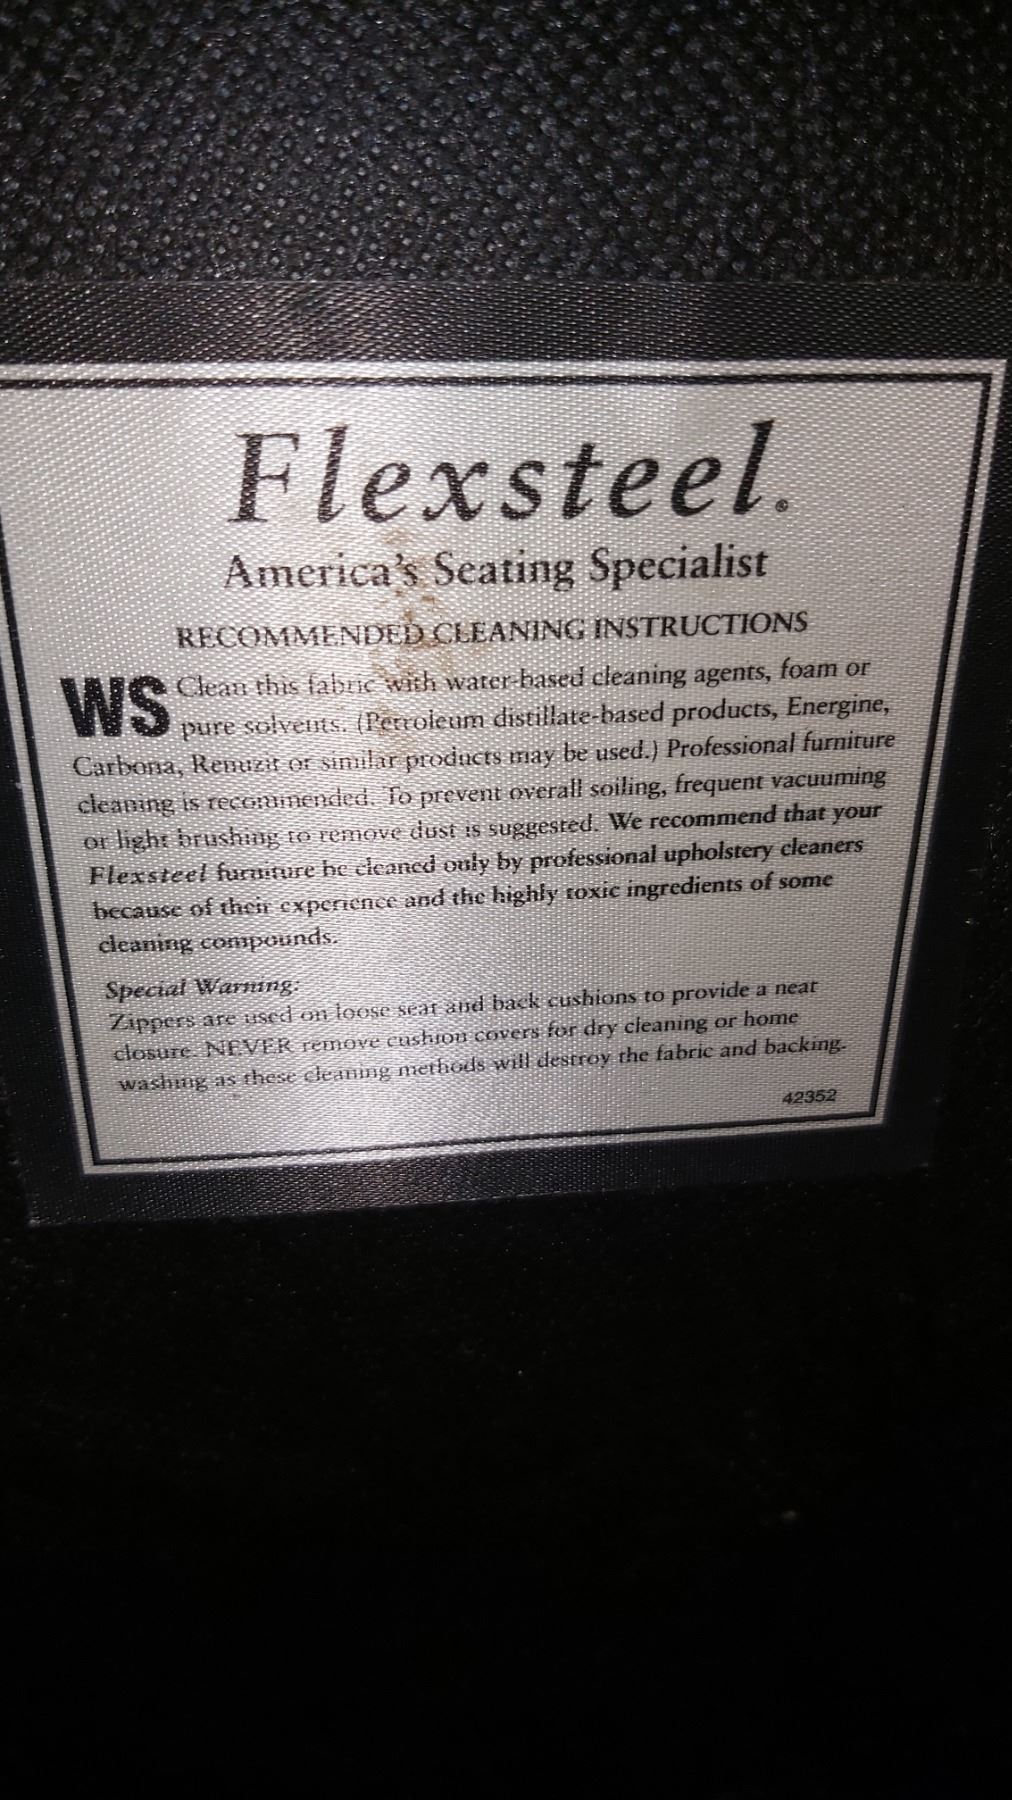 Flexsteel®
America's Seating Specialist
RECOMMENDED CLEANING INSTRUCTIONS
WS Clean this fabric with water-based cleaning agents, foam or
pure solvents. (Petroleum distillate-based products, Energine,
Carbona, Renuzit or similar products may be used.) Professional furniture
cleaning is recommended. To prevent overall soiling, frequent vacuuming
or light brushing to remove dust is suggested. We recommend that your
Flexsteel furniture be cleaned only by professional upholstery cleaners
because of their experience and the highly toxic ingredients of some
cleaning compounds.
Special Warning:
Zippers are used on loose seat and back cushions to provide a neat
closure. NEVER remove cushion covers for dry cleaning or home
washing as these cleaning methods will destroy the fabric and backing.
42352